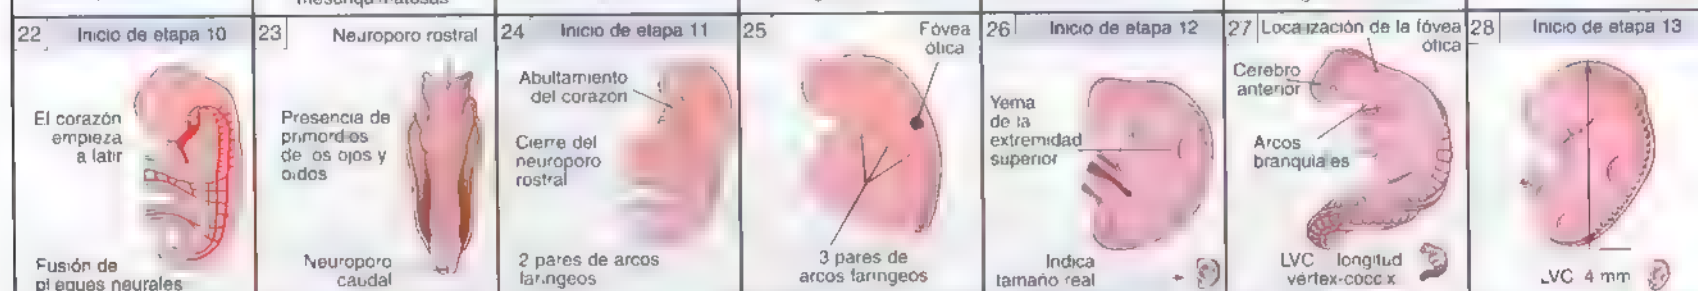 mesenquimatosas
22 Inicio de etapa 10
El corazón
empieza
a latir
Fusión de
pliegues neurales
23 Neuroporo rostral
Presencia de
primordios
de los ojos y
oídos
Neuroporo
caudal
24 Inicio de etapa 11
Abultamiento
del corazón
Cierre del
neuroporo
rostral
2 pares de arcos
faríngeos
25 Fóvea
ótica
3 pares de
arcos faríngeos
26 Inicio de etapa 12
Yema
de la
extremidad
superior
Indica
tamaño real
27 Localización de la fóvea
ótica
Cerebro
anterior
Arcos
branquiales
LVC longitud
vértex-coccix
28 Inicio de etapa 13
LVC 4 mm